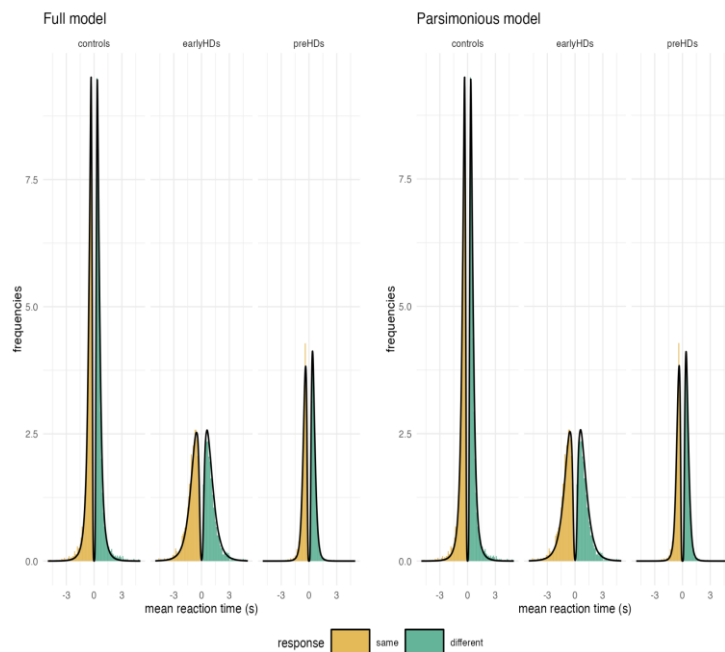 Full model
controls earlyHDs preHDs
7.5
5.0
2.5
0.0
frequencies
-3 0 3 -3 0 3 -3 0 3
mean reaction time (s)
Parsimonious model
controls earlyHDs preHDs
7.5
5.0
2.5
0.0
frequencies
-3 0 3 -3 0 3 -3 0 3
mean reaction time (s)
response same different